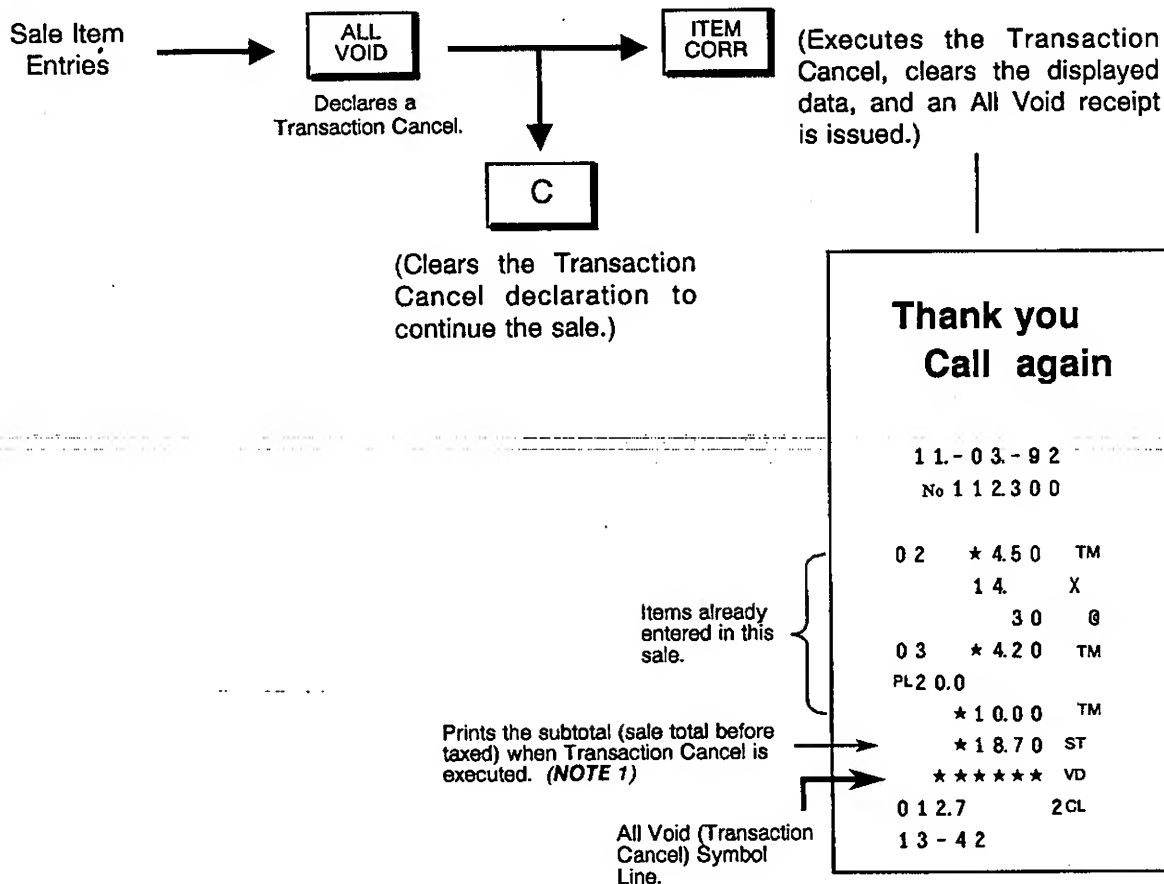 Sale Item
Entries
ALL
VOID
Declares a
Transaction Cancel.
ITEM
CORR
(Executes the Transaction
Cancel, clears the displayed
data, and an All Void receipt
is issued.)
C
(Clears the Transaction
Cancel declaration to
continue the sale.)
Thank you
Call again
11.-03.-92
No 112.300
02 ★4.50 TM
14. X
30 @
03 ★4.20 TM
PL20.0
★10.00 TM
★18.70 ST
★★★★★★ VD
012.7 2CL
13-42
Items already
entered in this
sale.
Prints the subtotal (sale total before
taxed) when Transaction Cancel is
executed. (NOTE 1)
All Void (Transaction
Cancel) Symbol
Line.